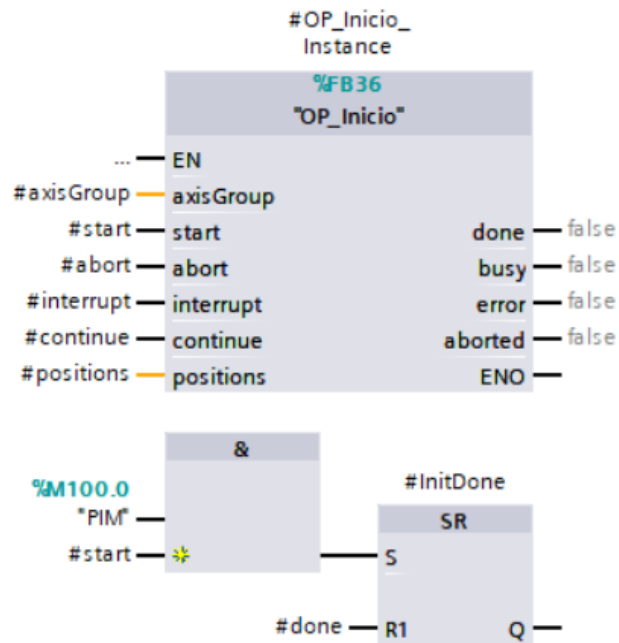 #OP_Inicio_
Instance
%FB36
"OP_Inicio"
... EN
#axisGroup axisGroup
#start start done false
#abort abort busy false
#interrupt interrupt error false
#continue continue aborted false
#positions positions ENO
&
%M100.0
"PIM"
#start
#InitDone
SR
S
#done R1 Q